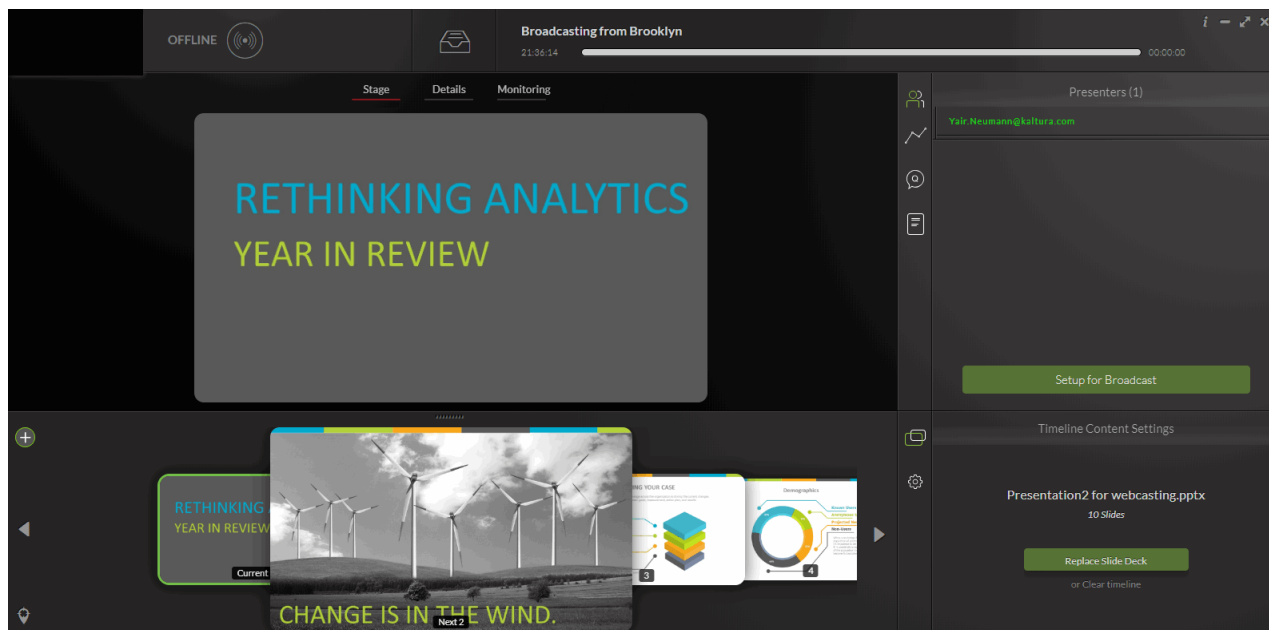 OFFLINE
Broadcasting from Brooklyn
21:36:14
00:00:00
Stage
Details
Monitoring
Presenters (1)
Yair.Neumann@kaltura.com
RETHINKING ANALYTICS
YEAR IN REVIEW
Setup for Broadcast
Timeline Content Settings
Presentation2 for webcasting.pptx
10 Slides
Replace Slide Deck
or Clear timeline
RETHINKING
YEAR IN REVIEW
Current
CHANGE IS IN THE WIND.
Next 2
YOUR CASE
3
Demographics
4